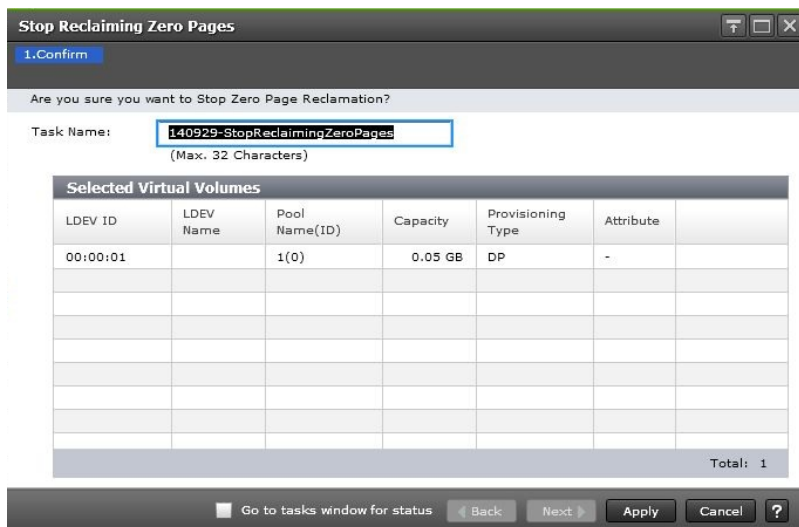 Stop Reclaiming Zero Pages
1.Confirm
Are you sure you want to Stop Zero Page Reclamation?
Task Name: 140929-StopReclaimingZeroPages
(Max. 32 Characters)
Selected Virtual Volumes
LDEV ID LDEV Name Pool Name(ID) Capacity Provisioning Type Attribute
00:00:01 1(0) 0.05 GB DP -
Total: 1
Go to tasks window for status Back Next Apply Cancel ?